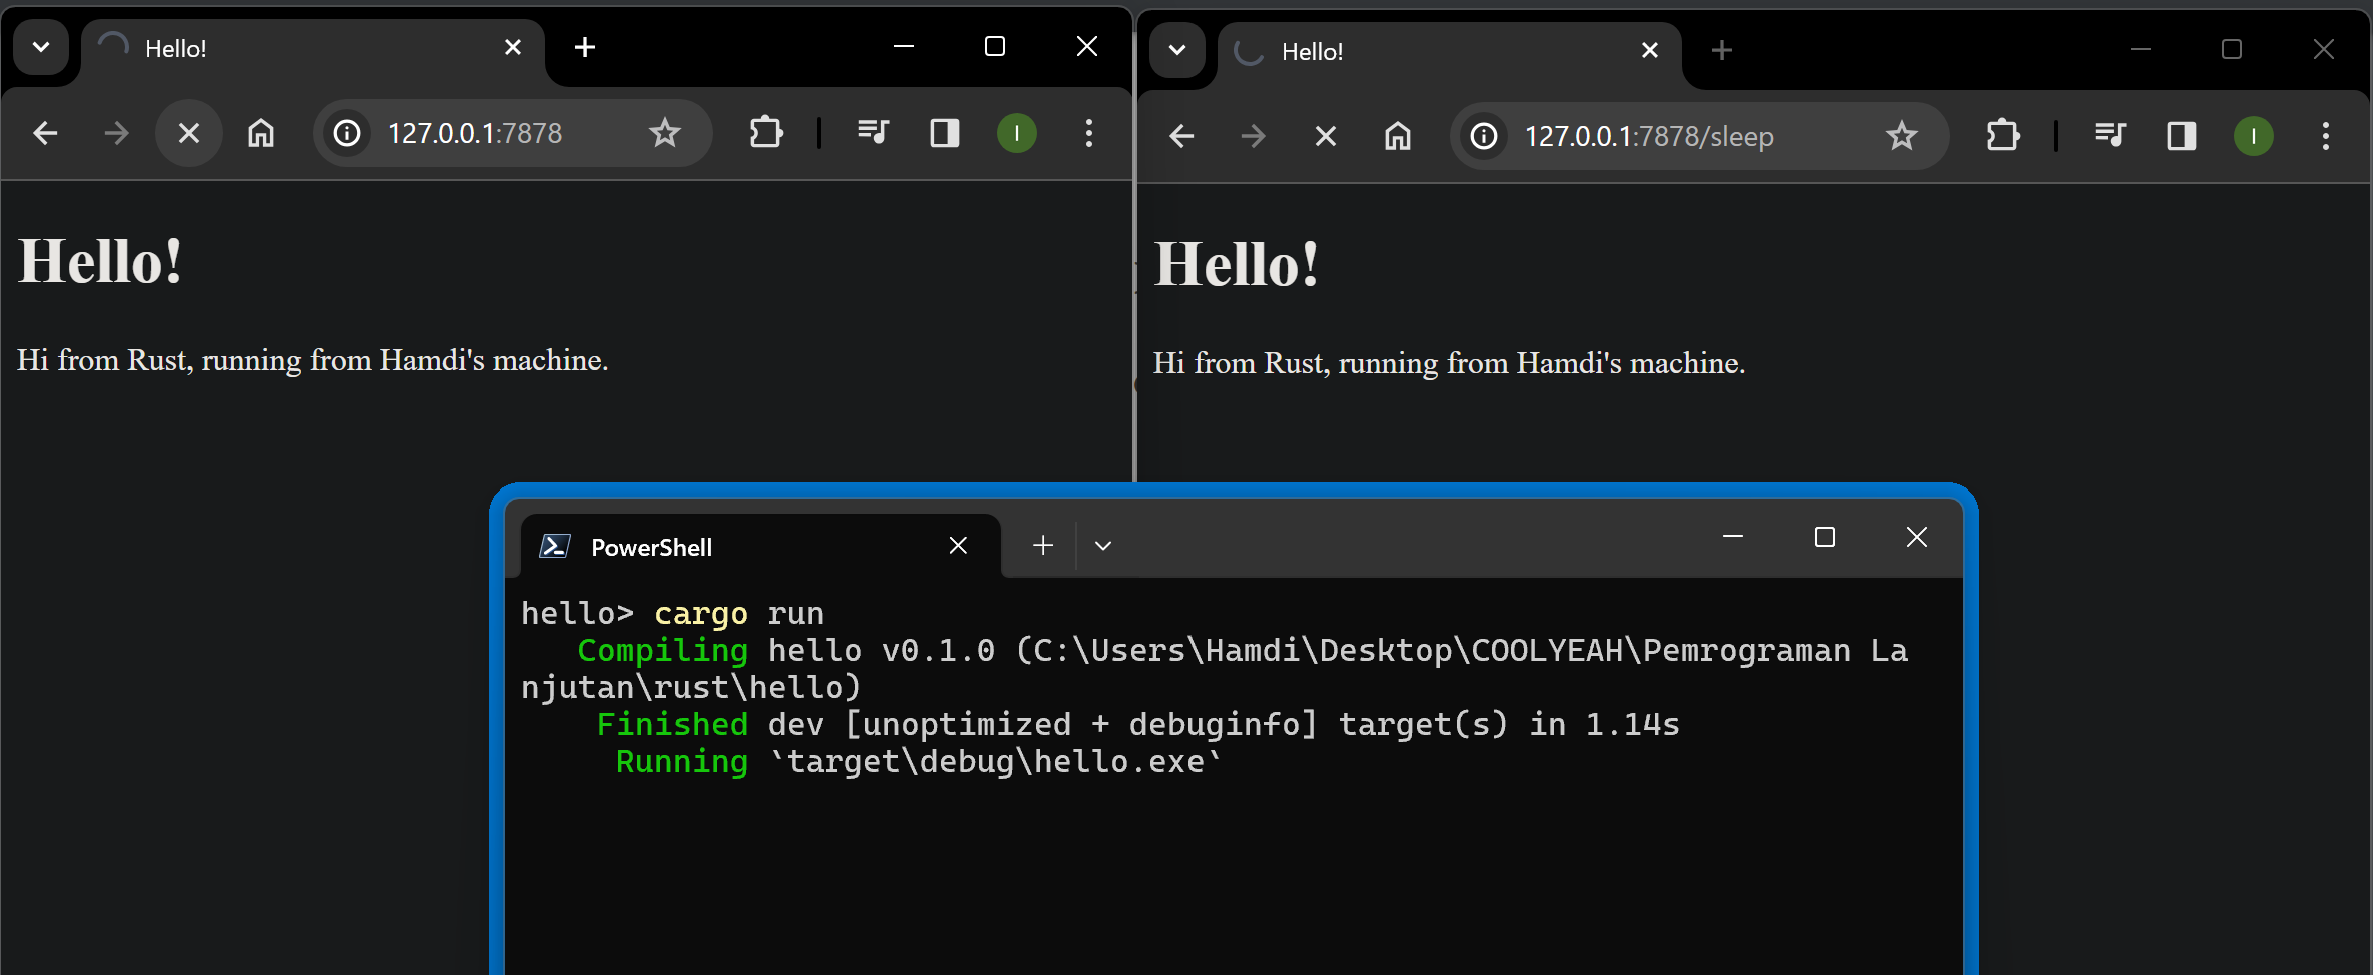 Hello!
127.0.0.1:7878
I
Hello!
Hi from Rust, running from Hamdi's machine.
Hello!
127.0.0.1:7878/sleep
I
Hello!
Hi from Rust, running from Hamdi's machine.
PowerShell
hello> cargo run
Compiling hello v0.1.0 (C:\Users\Hamdi\Desktop\COOLYEAH\Pemrograman La
njutan\rust\hello)
Finished dev [unoptimized + debuginfo] target(s) in 1.14s
Running `target\debug\hello.exe`